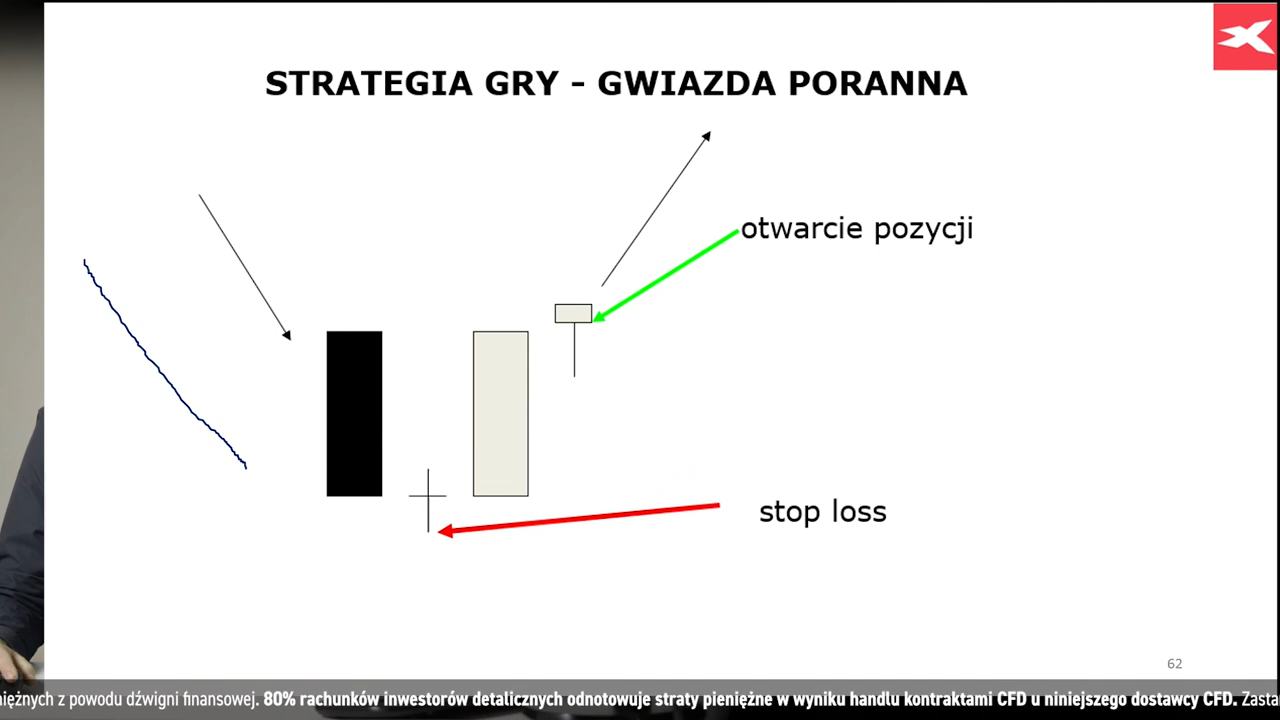 STRATEGIA GRY - GWIAZDA PORANNA
otwarcie pozycji
stop loss
62
z powodu dźwigni finansowej. 80% rachunków inwestorów detalicznych odnotowuje straty pieniężne w wyniku handlu kontraktami CFD u niniejszego dostawcy CFD.